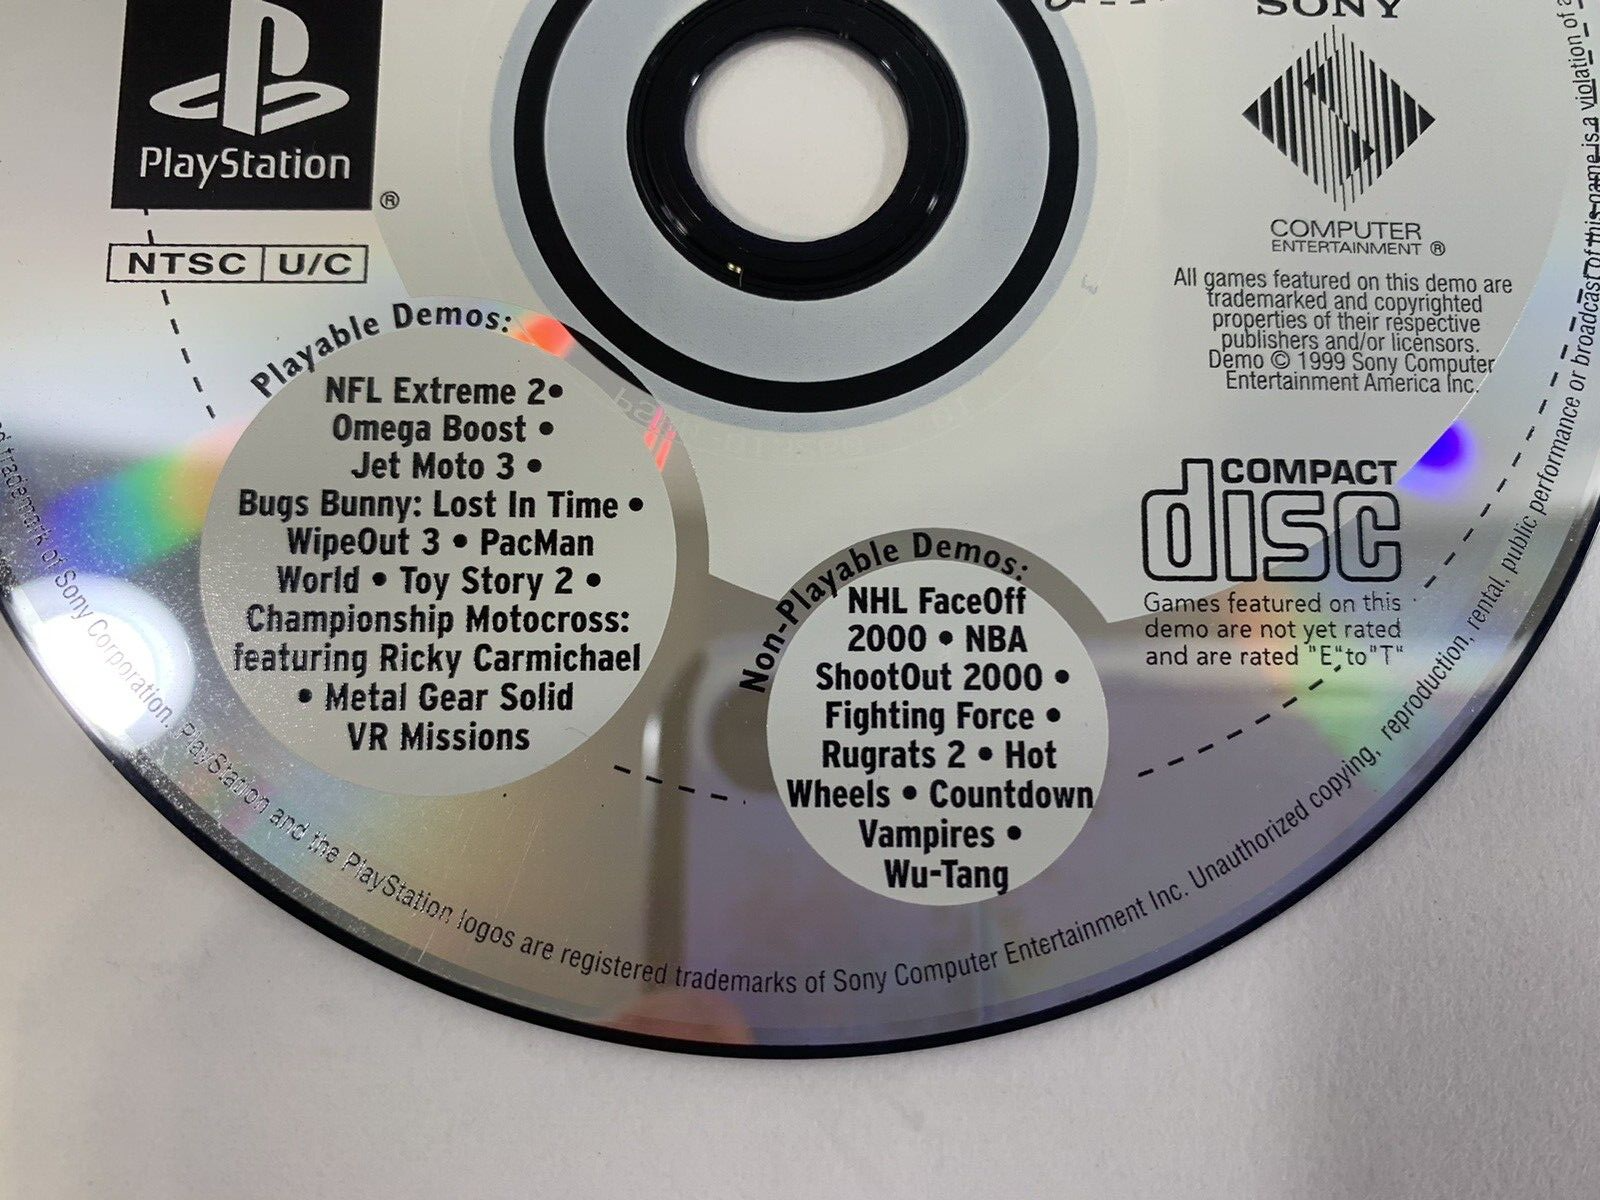 PlayStation
®
NTSC U/C
SONY
COMPUTER
ENTERTAINMENT ®
All games featured on this demo are
trademarked and copyrighted
properties of their respective
publishers and/or licensors.
Demo © 1999 Sony Computer
Entertainment America Inc.
Playable Demos:
NFL Extreme 2•
Omega Boost •
Jet Moto 3 •
Bugs Bunny: Lost In Time •
WipeOut 3 • PacMan
World • Toy Story 2 •
Championship Motocross:
featuring Ricky Carmichael
• Metal Gear Solid
VR Missions
Non-Playable Demos:
NHL FaceOff
2000 • NBA
ShootOut 2000 •
Fighting Force •
Rugrats 2 • Hot
Wheels • Countdown
Vampires •
Wu-Tang
COMPACT
disc
Games featured on this
demo are not yet rated
and are rated "E"to"T"
trademark of Sony Corporation. PlayStation and the PlayStation logos are registered trademarks of Sony Computer Entertainment Inc. Unauthorized copying, reproduction, rental, public performance or broadcast of this game is a violation of